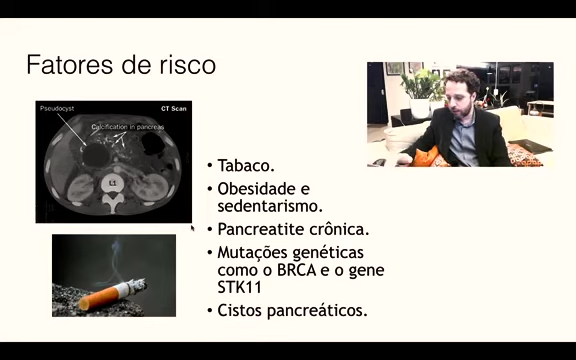 Fatores de risco
Pseudocyst
CT Scan
Calcification in pancreas
L1
• Tabaco.
• Obesidade e
sedentarismo.
• Pancreatite crônica.
• Mutações genéticas
como o BRCA e o gene
STK11
• Cistos pancreáticos.